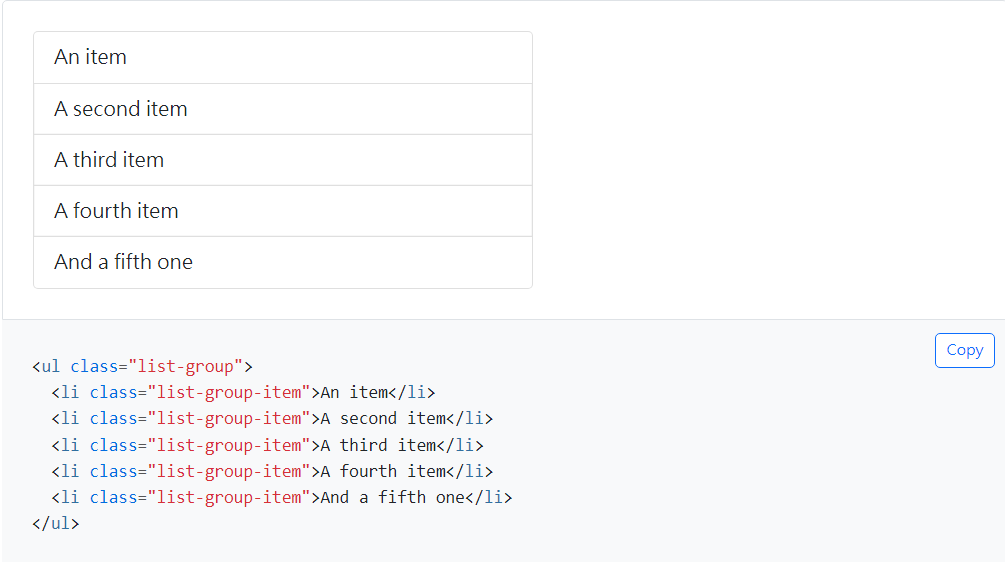 An item
A second item
A third item
A fourth item
And a fifth one
Copy
<ul class="list-group">
  <li class="list-group-item">An item</li>
  <li class="list-group-item">A second item</li>
  <li class="list-group-item">A third item</li>
  <li class="list-group-item">A fourth item</li>
  <li class="list-group-item">And a fifth one</li>
</ul>